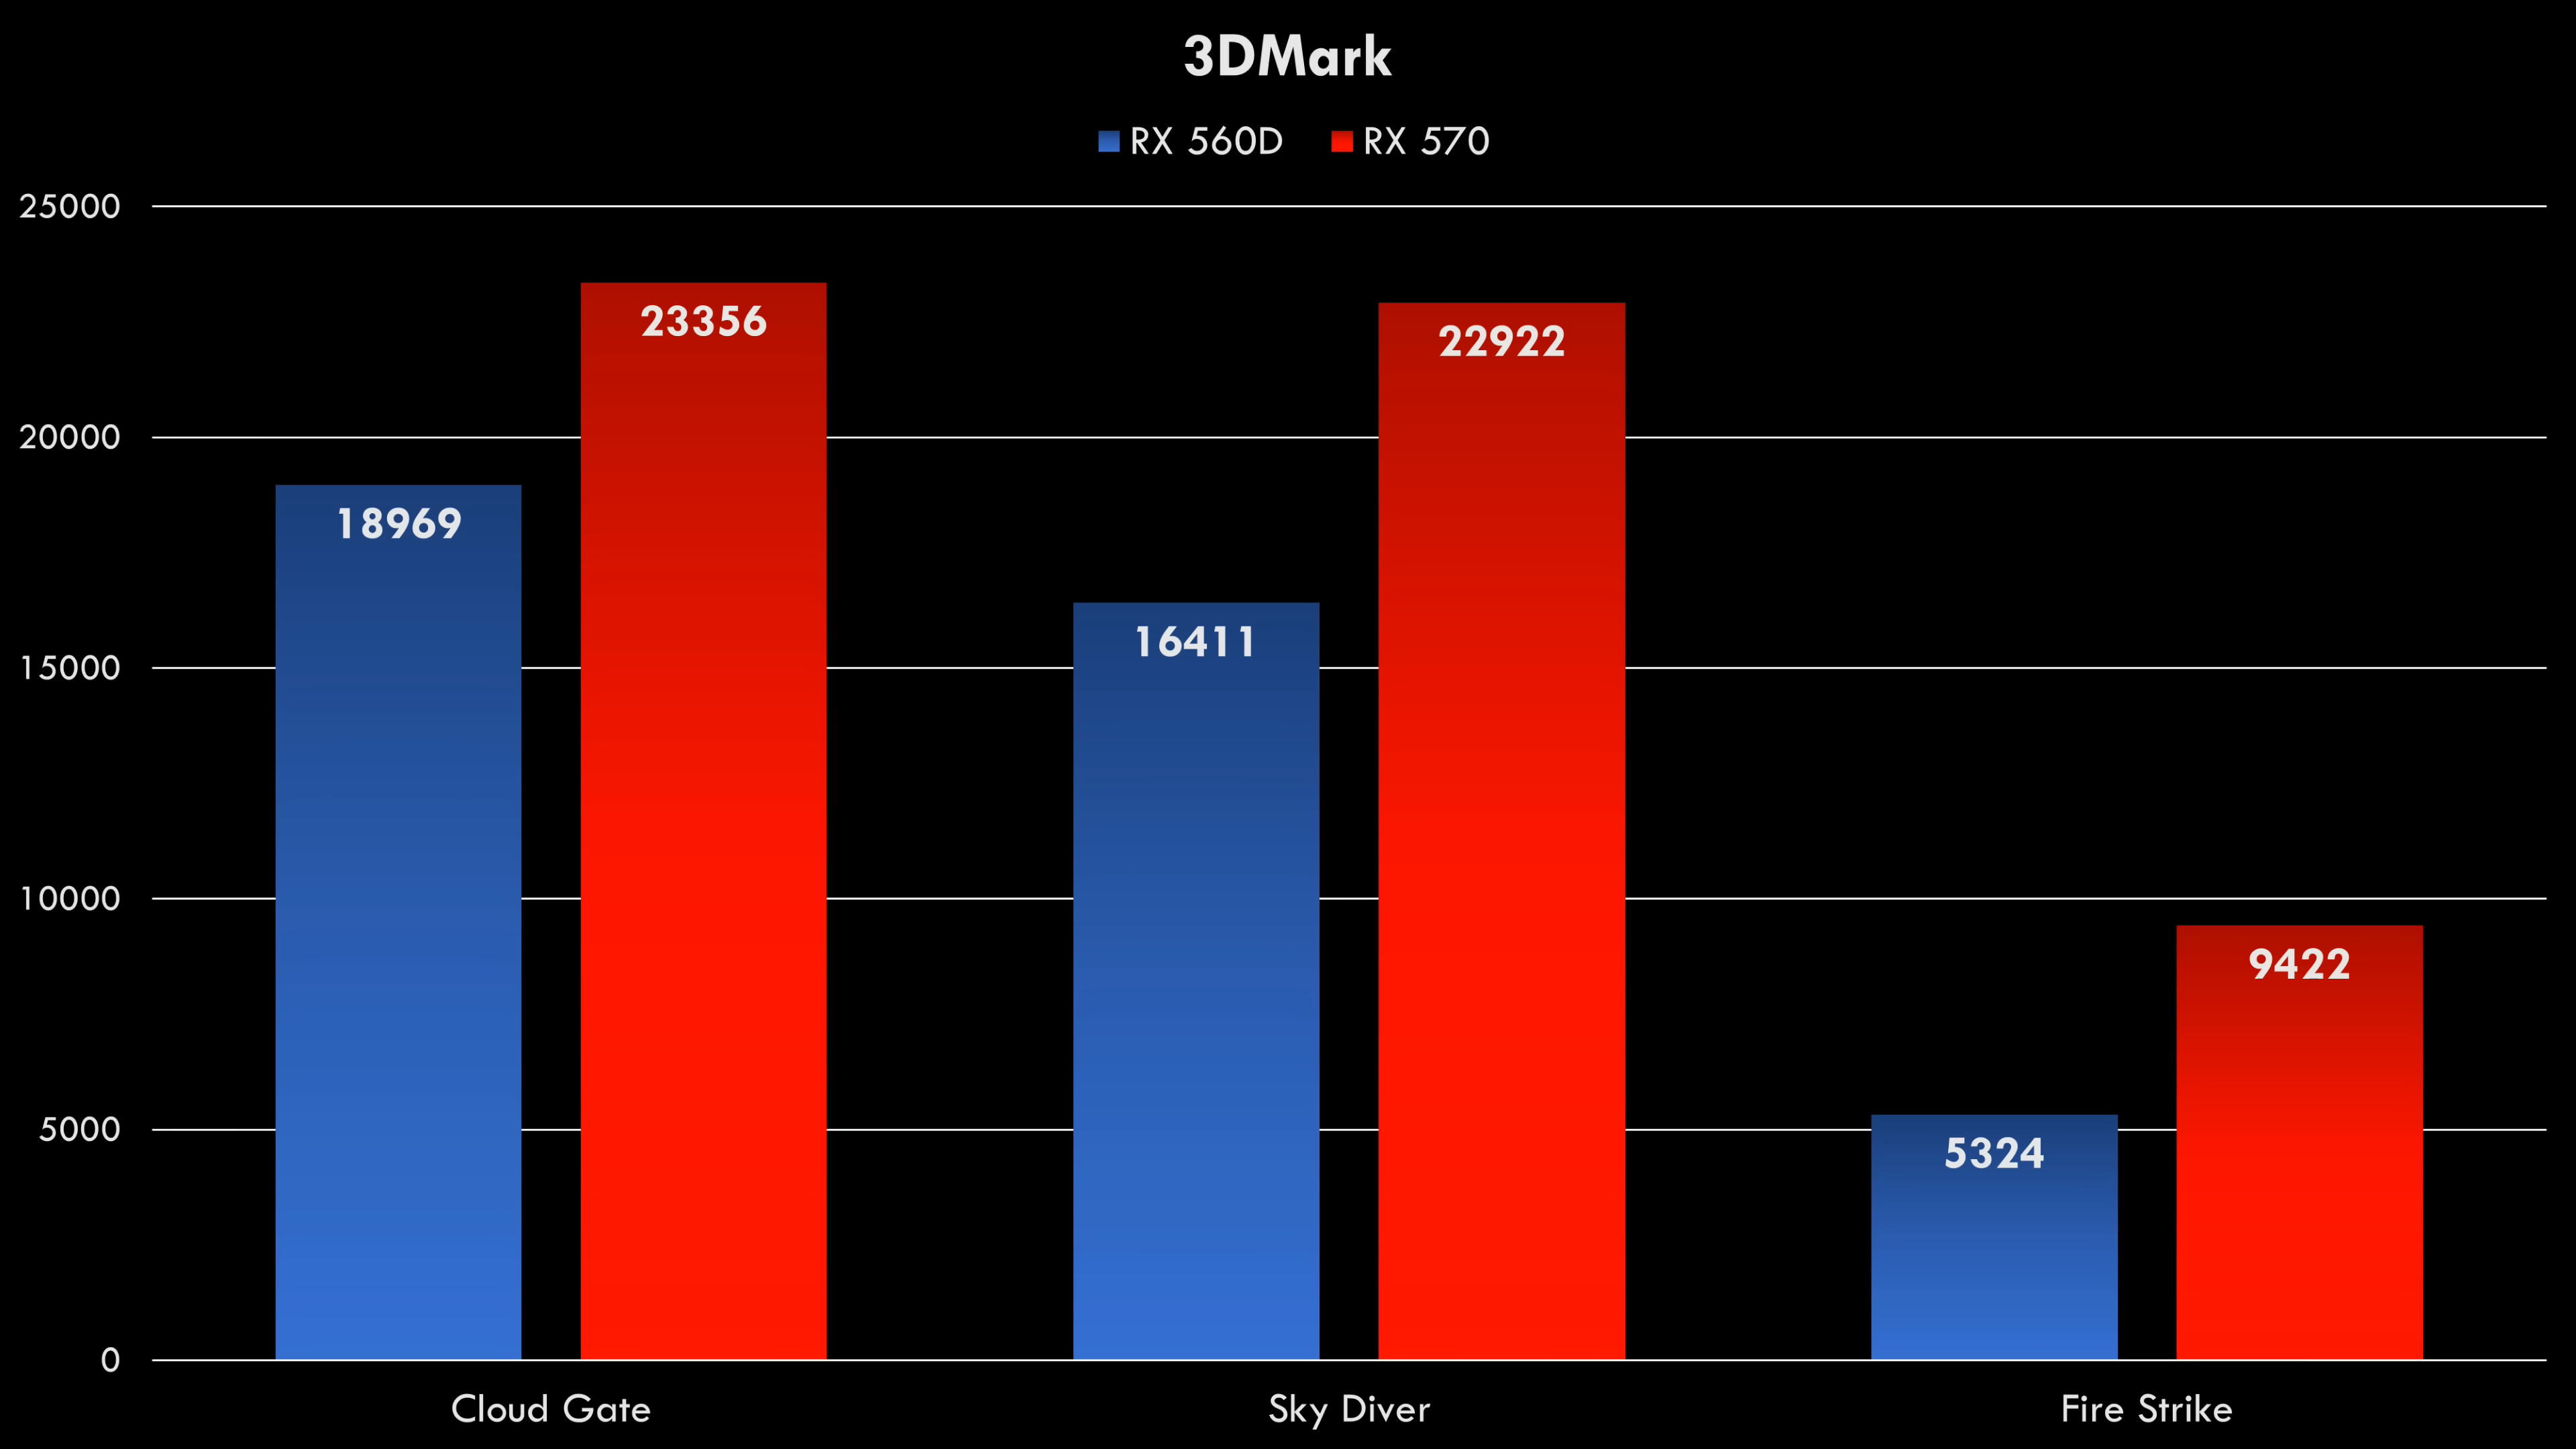 3DMark
RX 560D RX 570
25000
20000
15000
10000
5000
0
18969
23356
16411
22922
5324
9422
Cloud Gate
Sky Diver
Fire Strike